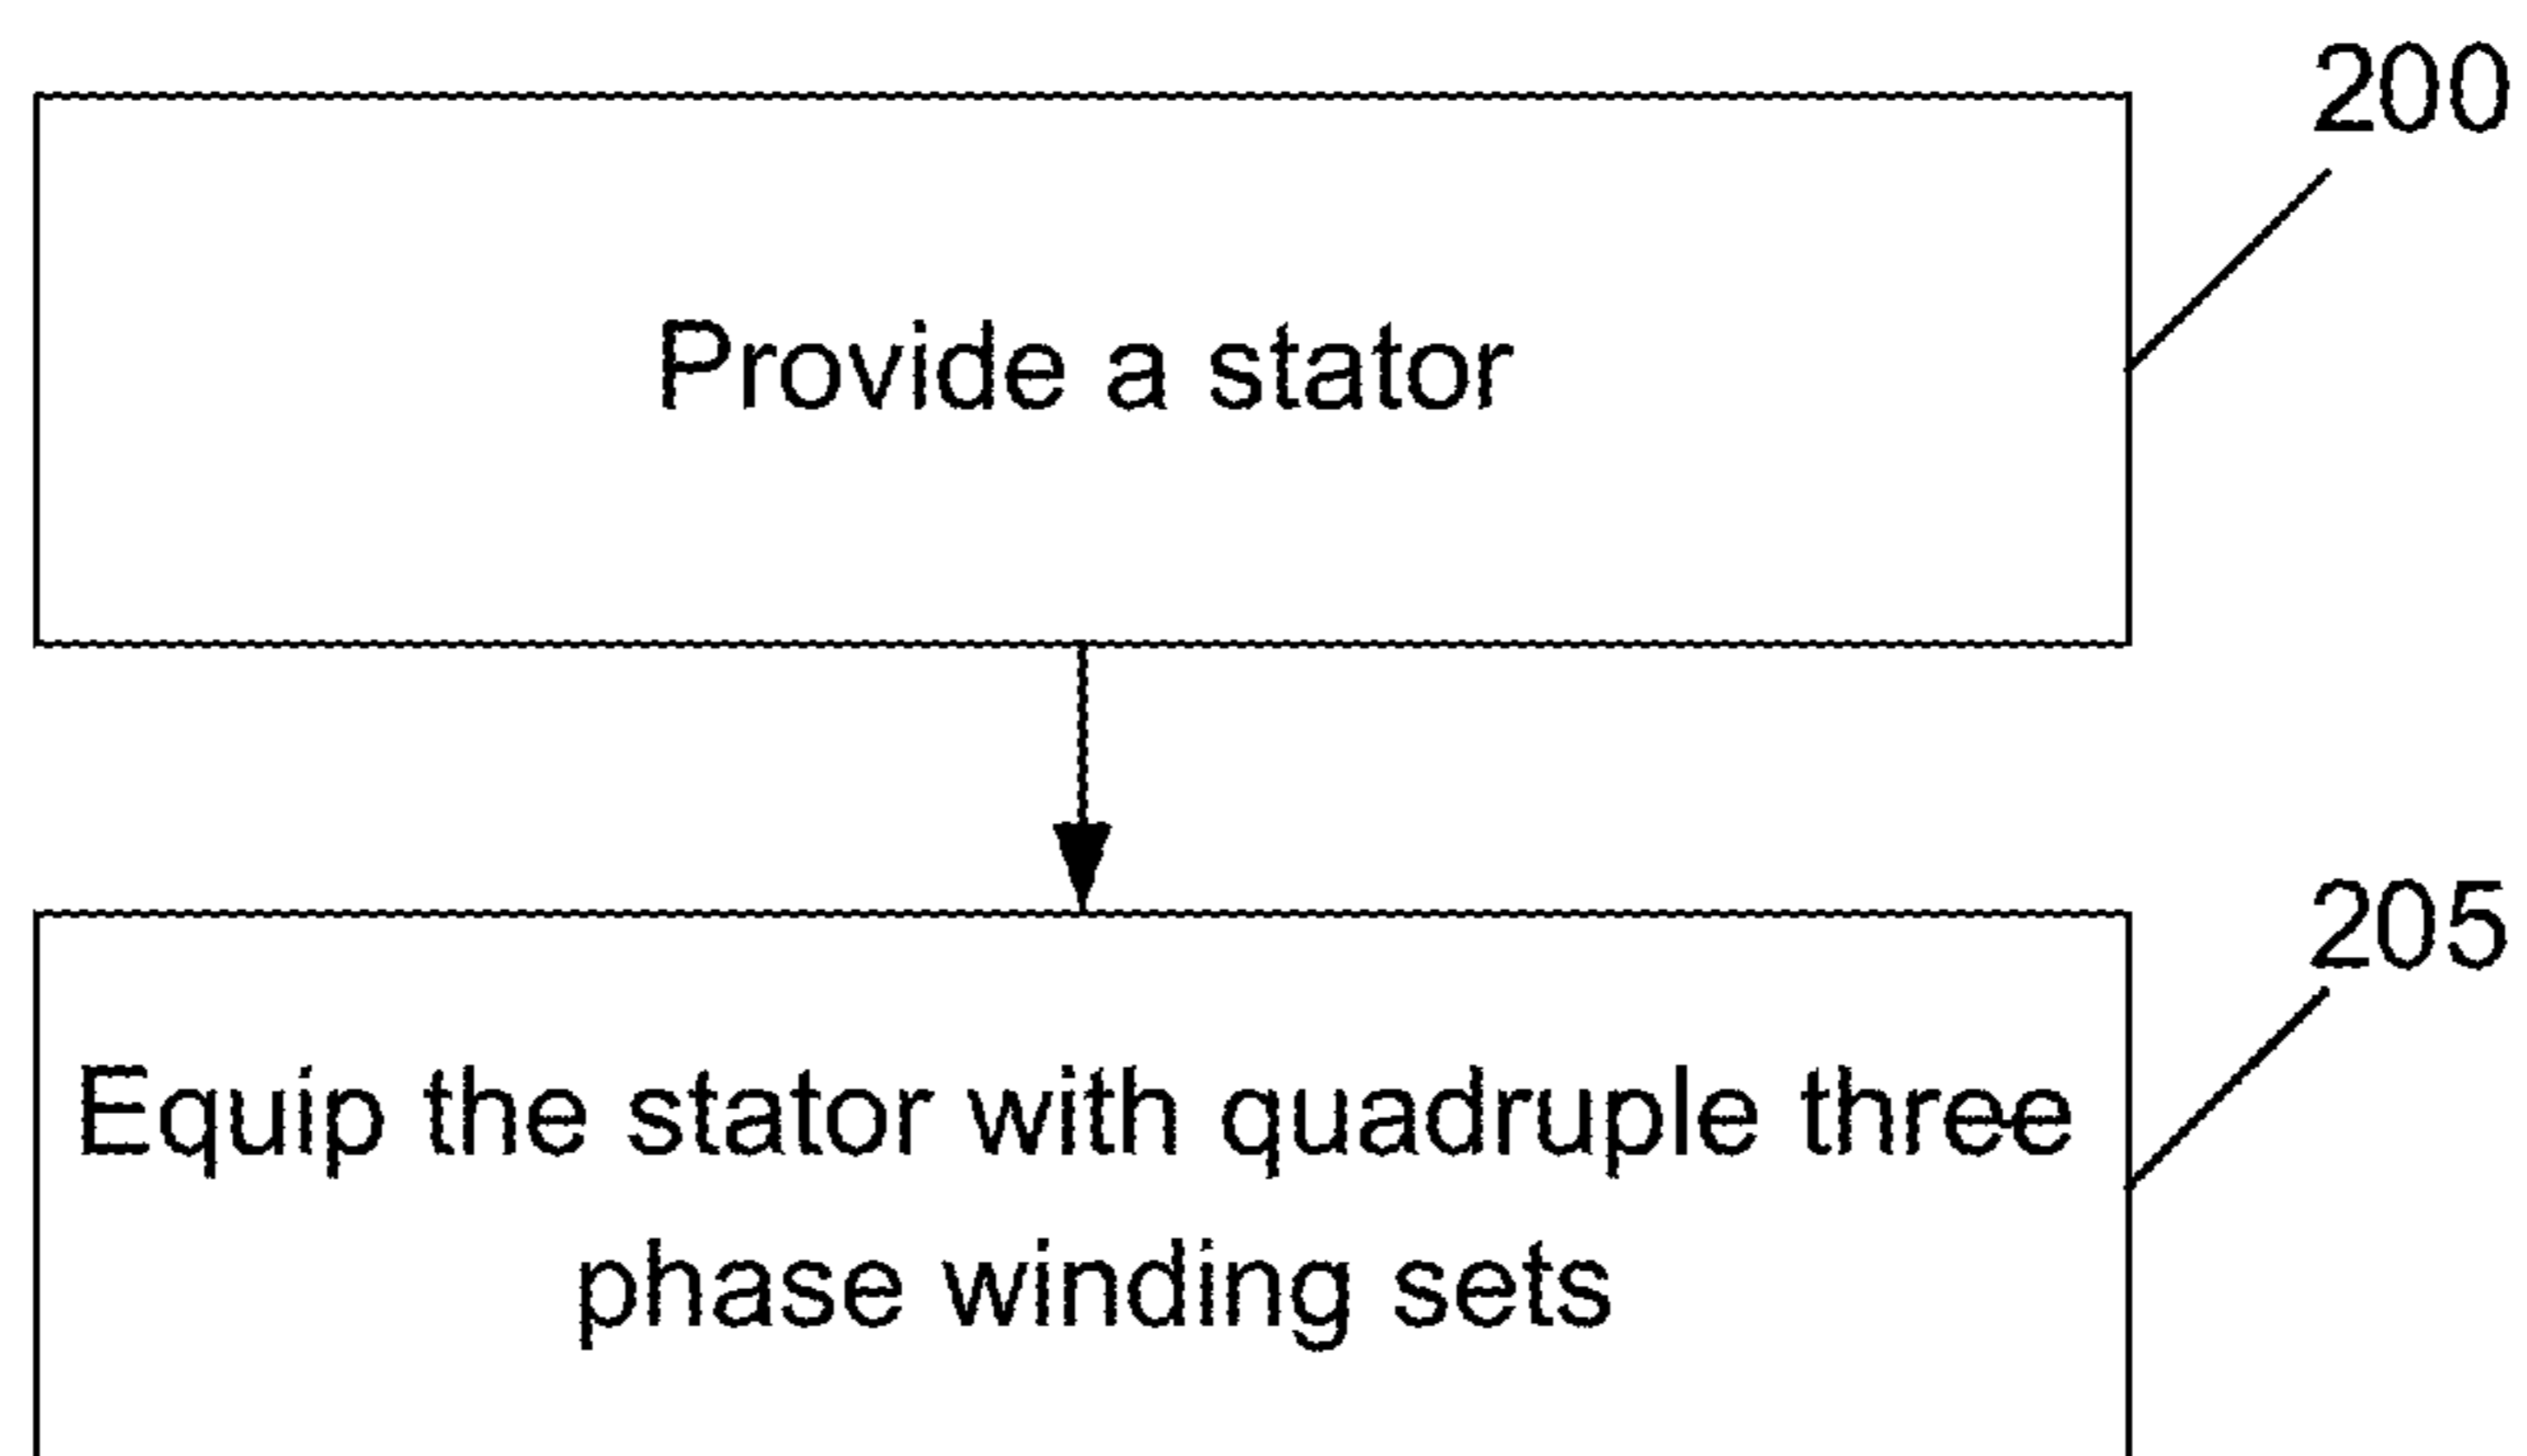 200
Provide a stator
205
Equip the stator with quadruple three
phase winding sets